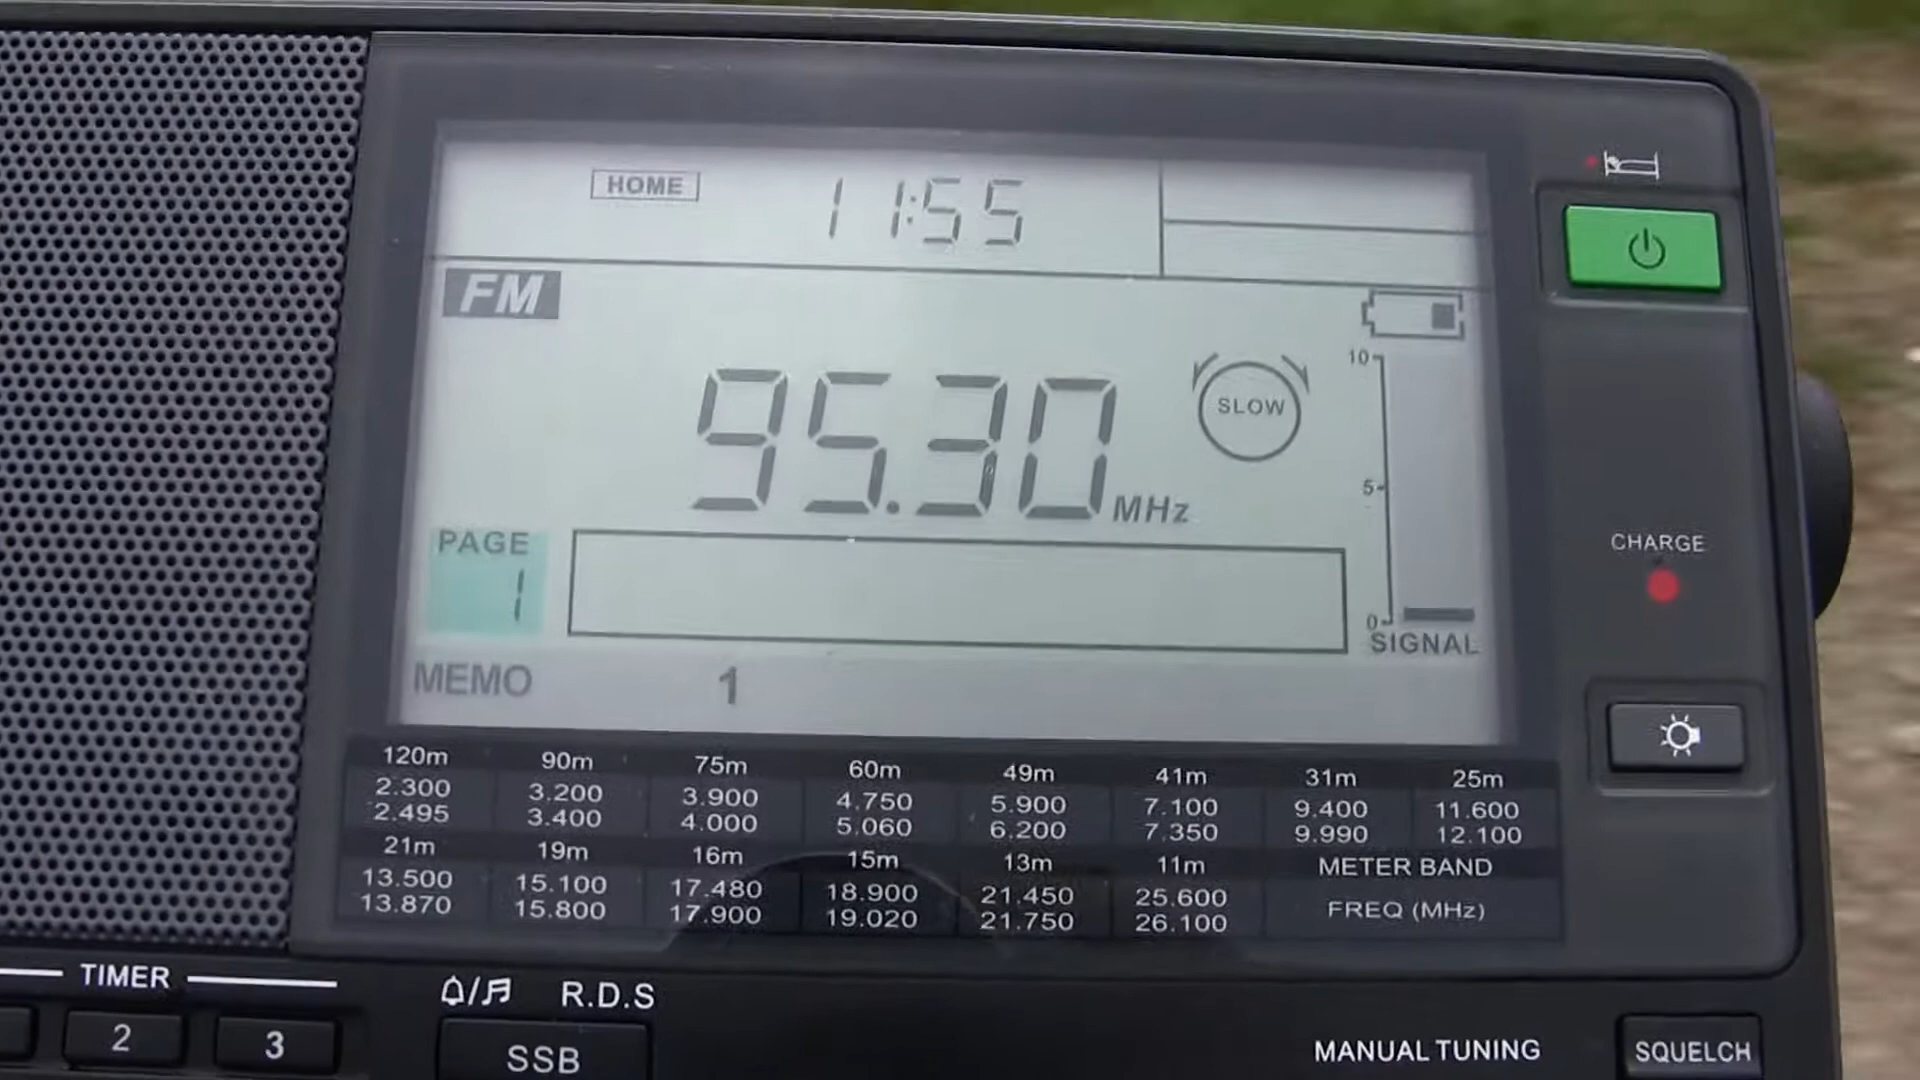 HOME 11:55
FM
95.30 MHz
SLOW
10
5
0
SIGNAL
PAGE
1
MEMO 1
CHARGE
120m 90m 75m 60m 49m 41m 31m 25m
2.300 3.200 3.900 4.750 5.900 7.100 9.400 11.600
2.495 3.400 4.000 5.060 6.200 7.350 9.990 12.100
21m 19m 16m 15m 13m 11m METER BAND
13.500 15.100 17.480 18.900 21.450 25.600 FREQ (MHz)
13.870 15.800 17.900 19.020 21.750 26.100
TIMER
2 3
R.D.S
SSB
MANUAL TUNING
SQUELCH